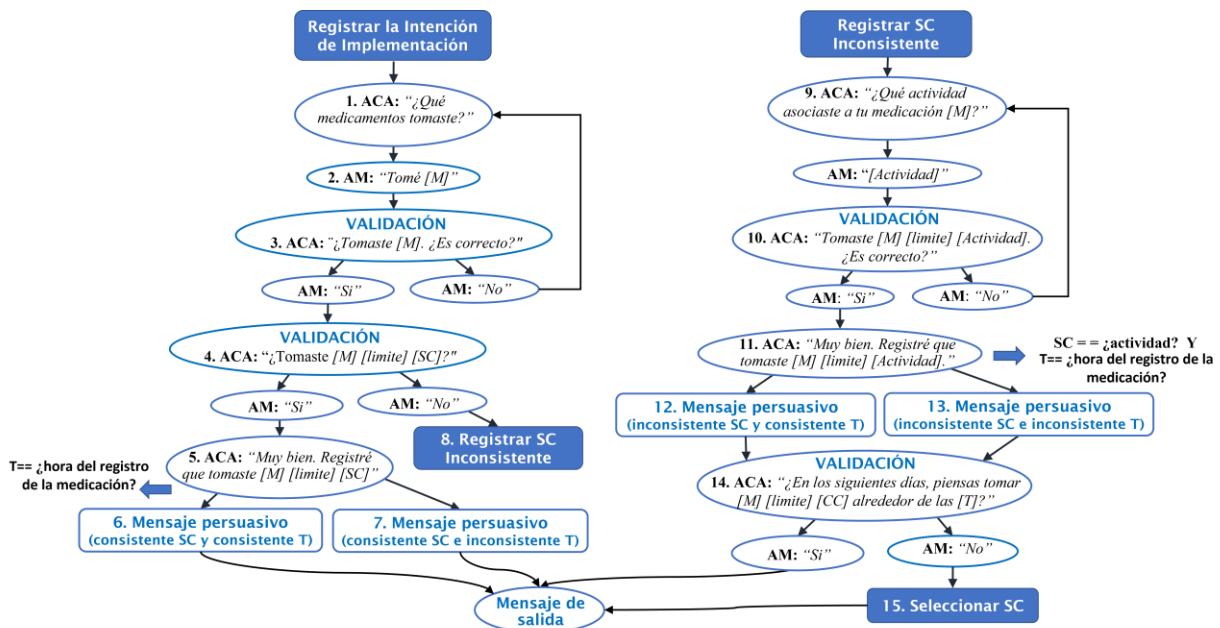 Registrar la Intención
de Implementación
1. ACA: “¿Qué
medicamentos tomaste?”
2. AM: “Tomé [M]”
VALIDACIÓN
3. ACA: ¨¿Tomaste [M]. ¿Es correcto?"
AM: “Si”
AM: “No”
VALIDACIÓN
4. ACA: “¿Tomaste [M] [limite] [SC]?"
AM: “Si”
AM: “No”
8. Registrar SC
Inconsistente
5. ACA: “Muy bien. Registré
que tomaste [M] [limite] [SC]”
T== ¿hora del registro
de la medicación?
6. Mensaje persuasivo
(consistente SC y consistente T)
7. Mensaje persuasivo
(consistente SC e inconsistente T)
Mensaje de
salida
Registrar SC
Inconsistente
9. ACA: “¿Qué actividad
asociaste a tu medicación [M]?”
AM: “[Actividad]”
VALIDACIÓN
10. ACA: “Tomaste [M] [limite] [Actividad].
¿Es correcto?”
AM: “Si”
AM: “No”
11. ACA: “Muy bien. Registré que
tomaste [M] [limite] [Actividad].”
SC = = ¿actividad? Y
T== ¿hora del registro de la
medicación?
12. Mensaje persuasivo
(inconsistente SC y consistente T)
13. Mensaje persuasivo
(inconsistente SC e inconsistente T)
VALIDACIÓN
14. ACA: “¿En los siguientes días, piensas tomar
[M] [limite] [CC] alrededor de las [T]?”
AM: “Si”
AM: “No”
15. Seleccionar SC